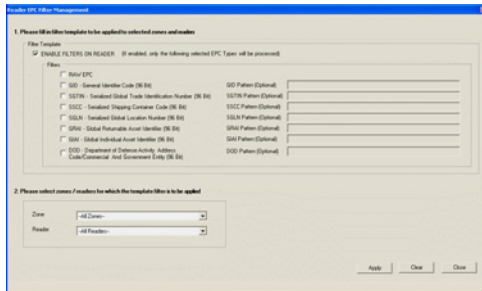 Reader EPC Filter Management
1. Please fill in filter template to be applied to selected zones and readers
Filter Template
ENABLE FILTERS ON READER (If enabled, only the following selected EPC Types will be processed)
Filters
RAW EPC
GID - General Identifier Code (96 Bit) GID Pattern (Optional)
SGTIN - Serialized Global Trade Identification Number (96 Bit) SGTIN Pattern (Optional)
SSCC - Serialized Shipping Container Code (96 Bit) SSCC Pattern (Optional)
SGLN - Serialized Global Location Number (96 Bit) SGLN Pattern (Optional)
GRAI - Global Returnable Asset Identifier (96 Bit) GRAI Pattern (Optional)
GIAI - Global Individual Asset Identifier (96 Bit) GIAI Pattern (Optional)
DOD - Department of Defense Activity, Address DOD Pattern (Optional)
Code/Commercial And Government Entity (96 Bit)
2. Please select zones / readers for which the template filter is to be applied
Zone --All Zones--
Reader --All Readers--
Apply Clear Close